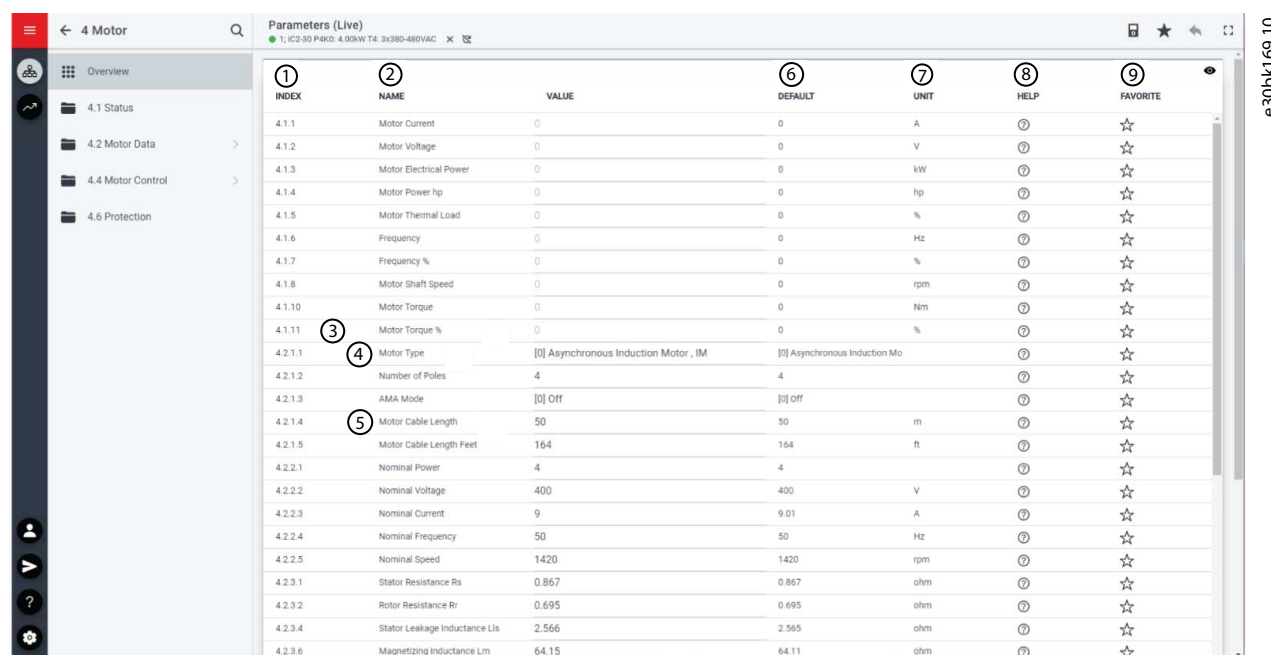 4 Motor
Parameters (Live)
1; iC2-30 P4K0: 4.00kW T4: 3x380-480VAC
Overview
4.1 Status
4.2 Motor Data
4.4 Motor Control
4.6 Protection
1 2 6 7 8 9
INDEX NAME VALUE DEFAULT UNIT HELP FAVORITE
4.1.1 Motor Current 0 0 A ?
4.1.2 Motor Voltage 0 0 V ?
4.1.3 Motor Electrical Power 0 0 kW ?
4.1.4 Motor Power hp 0 0 hp ?
4.1.5 Motor Thermal Load 0 0 % ?
4.1.6 Frequency 0 0 Hz ?
4.1.7 Frequency % 0 0 % ?
4.1.8 Motor Shaft Speed 0 0 rpm ?
4.1.10 Motor Torque 0 0 Nm ?
4.1.11 3 Motor Torque % 0 0 % ?
4.2.1.1 4 Motor Type [0] Asynchronous Induction Motor , IM [0] Asynchronous Induction Mo ?
4.2.1.2 Number of Poles 4 4 ?
4.2.1.3 AMA Mode [0] Off [0] Off ?
4.2.1.4 5 Motor Cable Length 50 50 m ?
4.2.1.5 Motor Cable Length Feet 164 164 ft ?
4.2.2.1 Nominal Power 4 4 ?
4.2.2.2 Nominal Voltage 400 400 V ?
4.2.2.3 Nominal Current 9 9.01 A ?
4.2.2.4 Nominal Frequency 50 50 Hz ?
4.2.2.5 Nominal Speed 1420 1420 rpm ?
4.2.3.1 Stator Resistance Rs 0.867 0.867 ohm ?
4.2.3.2 Rotor Resistance Rr 0.695 0.695 ohm ?
4.2.3.4 Stator Leakage Inductance Lls 2.566 2.565 ohm ?
4.2.3.6 Magnetizing Inductance Lm 64.15 64.11 ohm ?
?
e30bk169.10